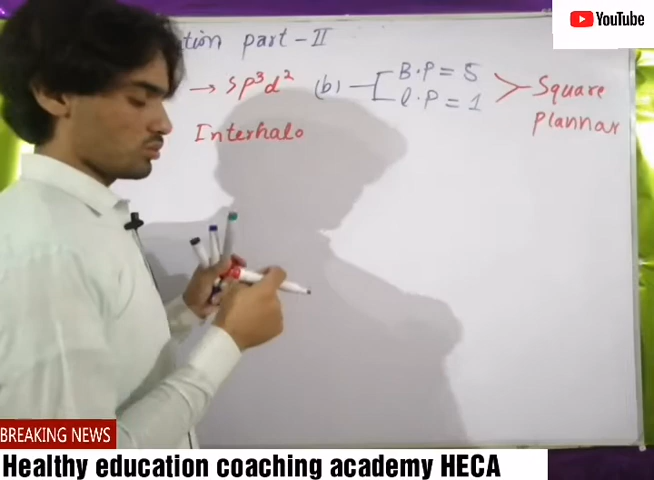 YouTube
tion part-II
→ sp³d² (b) B.P = 5
l.P = 1
Square
plannar
Interhalo
BREAKING NEWS
Healthy education coaching academy HECA